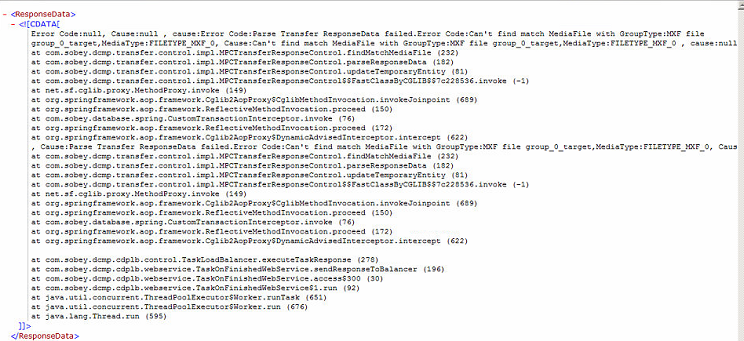 - <ResponseData>
- <![CDATA[
Error Code:null, Cause:null , cause:Error Code:Parse Transfer ResponseData failed.Error Code:Can't find match MediaFile with GroupType:MXF file
group_0_target,MediaType:FILETYPE_MXF_0, Cause:Can't find match MediaFile with GroupType:MXF file group_0_target,MediaType:FILETYPE_MXF_0 , cause:null
at com.sobey.dcmp.transfer.control.impl.MPCTransferResponseControl.findMatchMediaFile (232)
at com.sobey.dcmp.transfer.control.impl.MPCTransferResponseControl.parseResponseData (182)
at com.sobey.dcmp.transfer.control.impl.MPCTransferResponseControl.updateTemporaryEntity (81)
at com.sobey.dcmp.transfer.control.impl.MPCTransferResponseControl$$FastClassByCGLIB$$7c228536.invoke (-1)
at net.sf.cglib.proxy.MethodProxy.invoke (149)
at org.springframework.aop.framework.Cglib2AopProxy$CglibMethodInvocation.invokeJoinpoint (689)
at org.springframework.aop.framework.ReflectiveMethodInvocation.proceed (150)
at com.sobey.database.spring.CustomTransactionInterceptor.invoke (76)
at org.springframework.aop.framework.ReflectiveMethodInvocation.proceed (172)
at org.springframework.aop.framework.Cglib2AopProxy$DynamicAdvisedInterceptor.intercept (622)
, Cause:Parse Transfer ResponseData failed.Error Code:Can't find match MediaFile with GroupType:MXF file group_0_target,MediaType:FILETYPE_MXF_0, Caus
at com.sobey.dcmp.transfer.control.impl.MPCTransferResponseControl.findMatchMediaFile (232)
at com.sobey.dcmp.transfer.control.impl.MPCTransferResponseControl.parseResponseData (182)
at com.sobey.dcmp.transfer.control.impl.MPCTransferResponseControl.updateTemporaryEntity (81)
at com.sobey.dcmp.transfer.control.impl.MPCTransferResponseControl$$FastClassByCGLIB$$7c228536.invoke (-1)
at net.sf.cglib.proxy.MethodProxy.invoke (149)
at org.springframework.aop.framework.Cglib2AopProxy$CglibMethodInvocation.invokeJoinpoint (689)
at org.springframework.aop.framework.ReflectiveMethodInvocation.proceed (150)
at com.sobey.database.spring.CustomTransactionInterceptor.invoke (76)
at org.springframework.aop.framework.ReflectiveMethodInvocation.proceed (172)
at org.springframework.aop.framework.Cglib2AopProxy$DynamicAdvisedInterceptor.intercept (622)
at com.sobey.dcmp.cdplb.control.TaskLoadBalancer.executeTaskResponse (278)
at com.sobey.dcmp.cdplb.webservice.TaskOnFinishedWebService.sendResponseToBalancer (196)
at com.sobey.dcmp.cdplb.webservice.TaskOnFinishedWebService.access$300 (30)
at com.sobey.dcmp.cdplb.webservice.TaskOnFinishedWebService$1.run (92)
at java.util.concurrent.ThreadPoolExecutor$Worker.runTask (651)
at java.util.concurrent.ThreadPoolExecutor$Worker.run (676)
at java.lang.Thread.run (595)
]]>
</ResponseData>